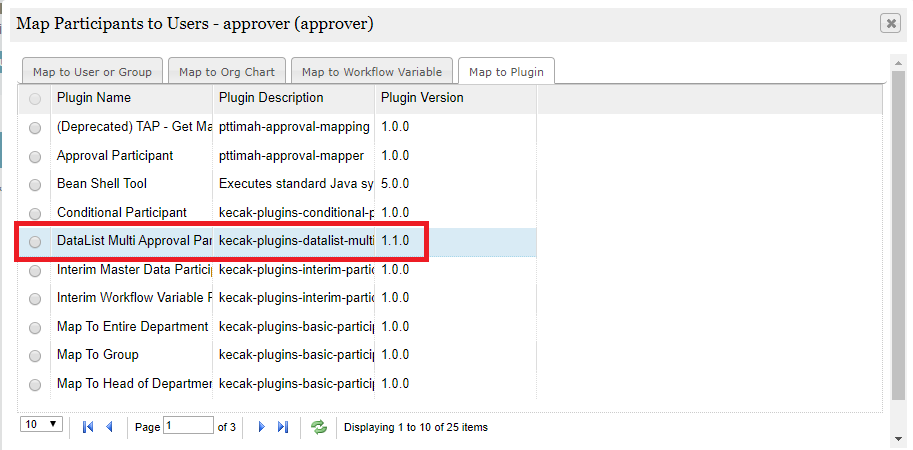 Map Participants to Users - approver (approver)
Map to User or Group Map to Org Chart Map to Workflow Variable Map to Plugin
Plugin Name Plugin Description Plugin Version
(Deprecated) TAP - Get Ma pttimah-approval-mapping 1.0.0
Approval Participant pttimah-approval-mapper 1.0.0
Bean Shell Tool Executes standard Java sy 5.0.0
Conditional Participant kecak-plugins-conditional-p 1.0.0
DataList Multi Approval Par kecak-plugins-datalist-multi 1.1.0
Interim Master Data Particip kecak-plugins-interim-partic 1.0.0
Interim Workflow Variable P kecak-plugins-interim-partic 1.0.0
Map To Entire Department kecak-plugins-basic-particip 1.0.0
Map To Group kecak-plugins-basic-particip 1.0.0
Map To Head of Departmen kecak-plugins-basic-particip 1.0.0
10 Page 1 of 3 Displaying 1 to 10 of 25 items